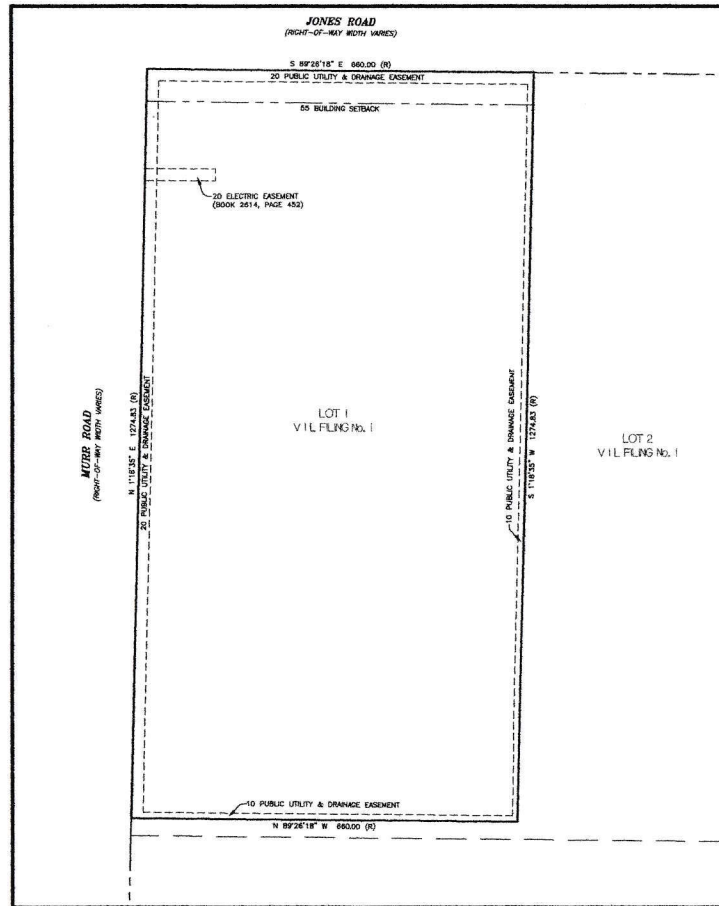 JONES ROAD
(RIGHT-OF-WAY WIDTH VARIES)
S 89°26'18" E 660.00 (R)
20 PUBLIC UTILITY & DRAINAGE EASEMENT
55 BUILDING SETBACK
20 ELECTRIC EASEMENT
(BOOK 2614, PAGE 452)
MURR ROAD
(RIGHT-OF-WAY WIDTH VARIES)
N 1°16'35" E 1274.83 (R)
20 PUBLIC UTILITY & DRAINAGE EASEMENT
LOT 1
V I L FILING No. 1
10 PUBLIC UTILITY & DRAINAGE EASEMENT
S 1°16'35" W 1274.83 (R)
LOT 2
V I L FILING No. 1
10 PUBLIC UTILITY & DRAINAGE EASEMENT
N 89°26'18" W 660.00 (R)